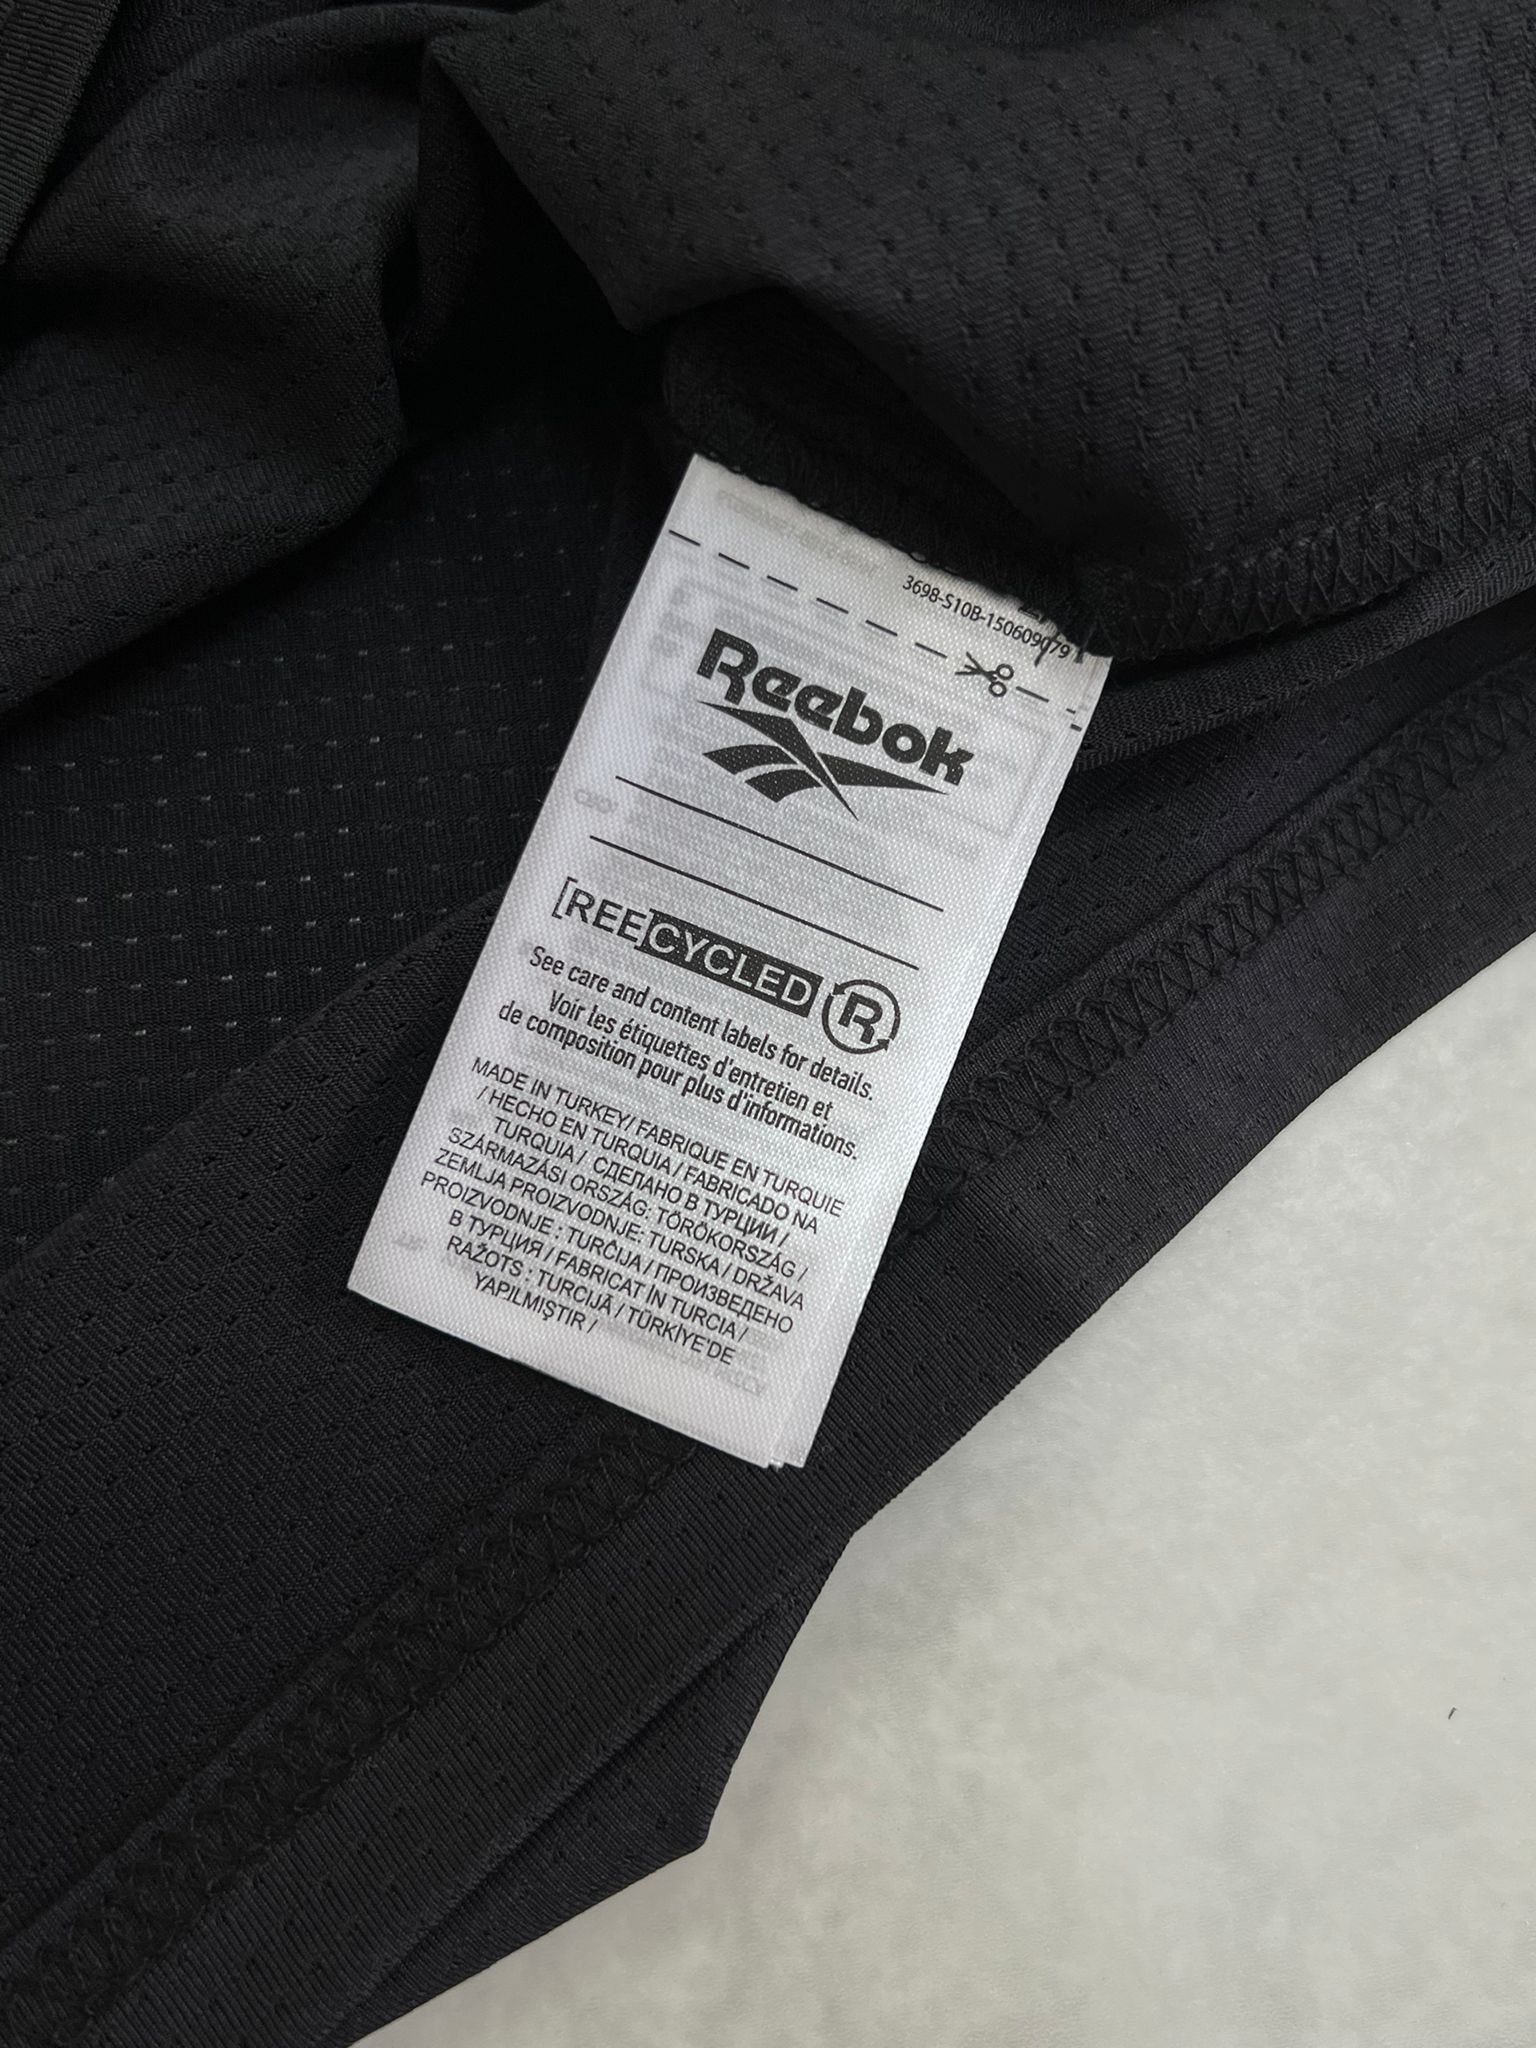 3698-S10B-150609079
Reebok
[REECYCLED R
See care and content labels for details.
Voir les étiquettes d'entretien et
de composition pour plus d'informations.
MADE IN TURKEY/ FABRIQUE EN TURQUIE
/ HECHO EN TURQUIA / FABRICADO NA
TURQUIA / СДЕЛАНО В ТУРЦИИ /
SZÁRMAZÁSI ORSZÁG: TÖRÖKORSZÁG /
ZEMLJA PROIZVODNJE: TURSKA / DRŽAVA
PROIZVODNJE : TURČIJA / ПРОИЗВЕДЕНО
В ТУРЦИЯ / FABRICAT ÎN TURCIA /
RAŽOTS : TURCIJĀ / TÜRKİYE'DE
YAPILMIŞTIR /